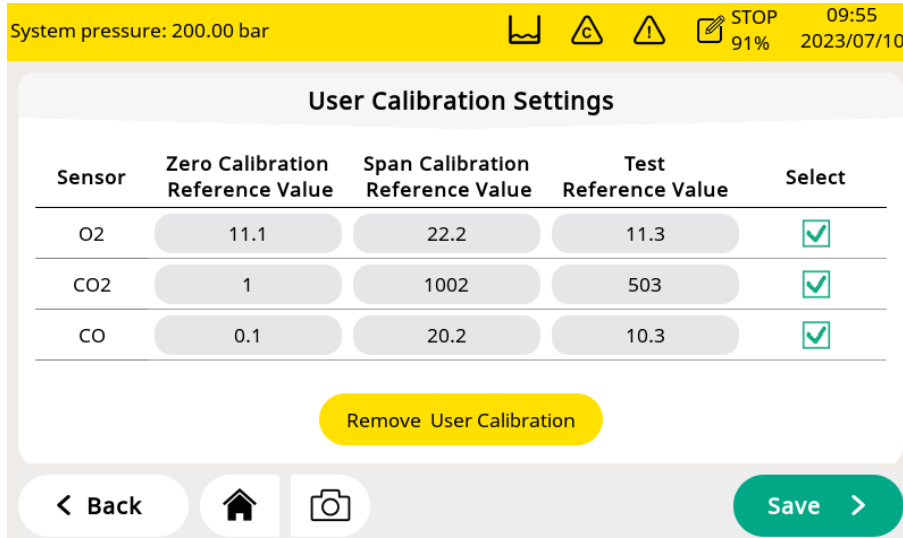 System pressure: 200.00 bar
C
!
STOP
91%
09:55
2023/07/10
User Calibration Settings
Sensor
Zero Calibration
Reference Value
Span Calibration
Reference Value
Test
Reference Value
Select
O2 11.1 22.2 11.3
CO2 1 1002 503
CO 0.1 20.2 10.3
Remove User Calibration
< Back
Save >